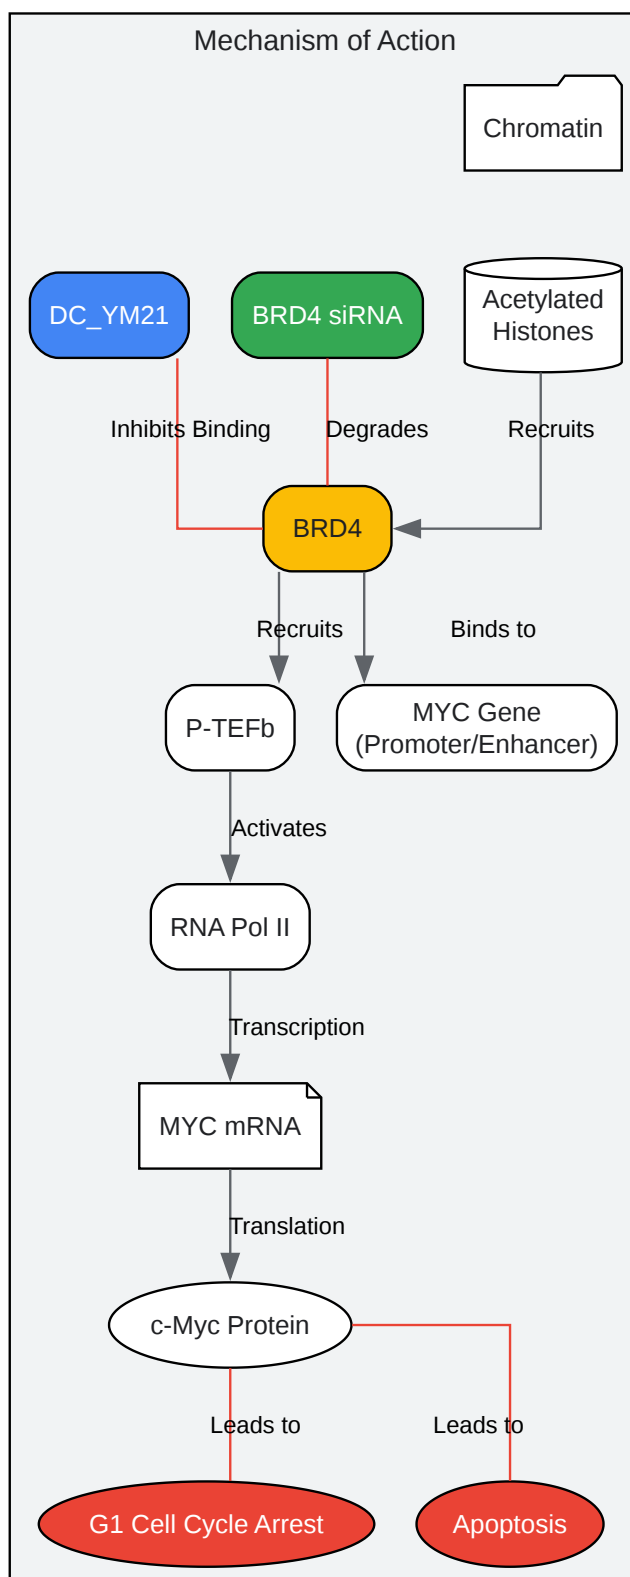 Mechanism of Action
Chromatin
DC_YM21
BRD4 siRNA
Acetylated
Histones
Inhibits Binding
Degrades
Recruits
BRD4
Recruits
Binds to
P-TEFb
MYC Gene
(Promoter/Enhancer)
Activates
RNA Pol II
Transcription
MYC mRNA
Translation
c-Myc Protein
Leads to
Leads to
G1 Cell Cycle Arrest
Apoptosis